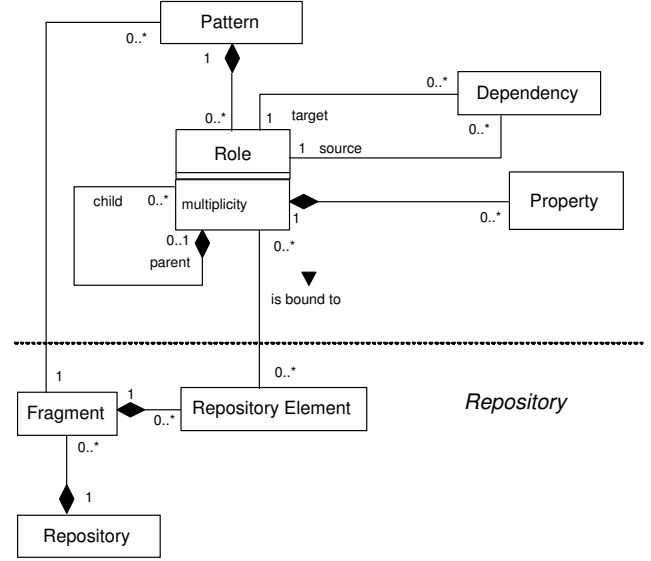 Pattern
0..*
1
0..*
Dependency
0..*
1 target
0..*
Role
1 source
child 0..*
multiplicity
Property
1
0..*
0..1
parent
0..*
is bound to
0..*
1
Fragment
1
0..*
Repository Element
Repository
0..*
1
Repository